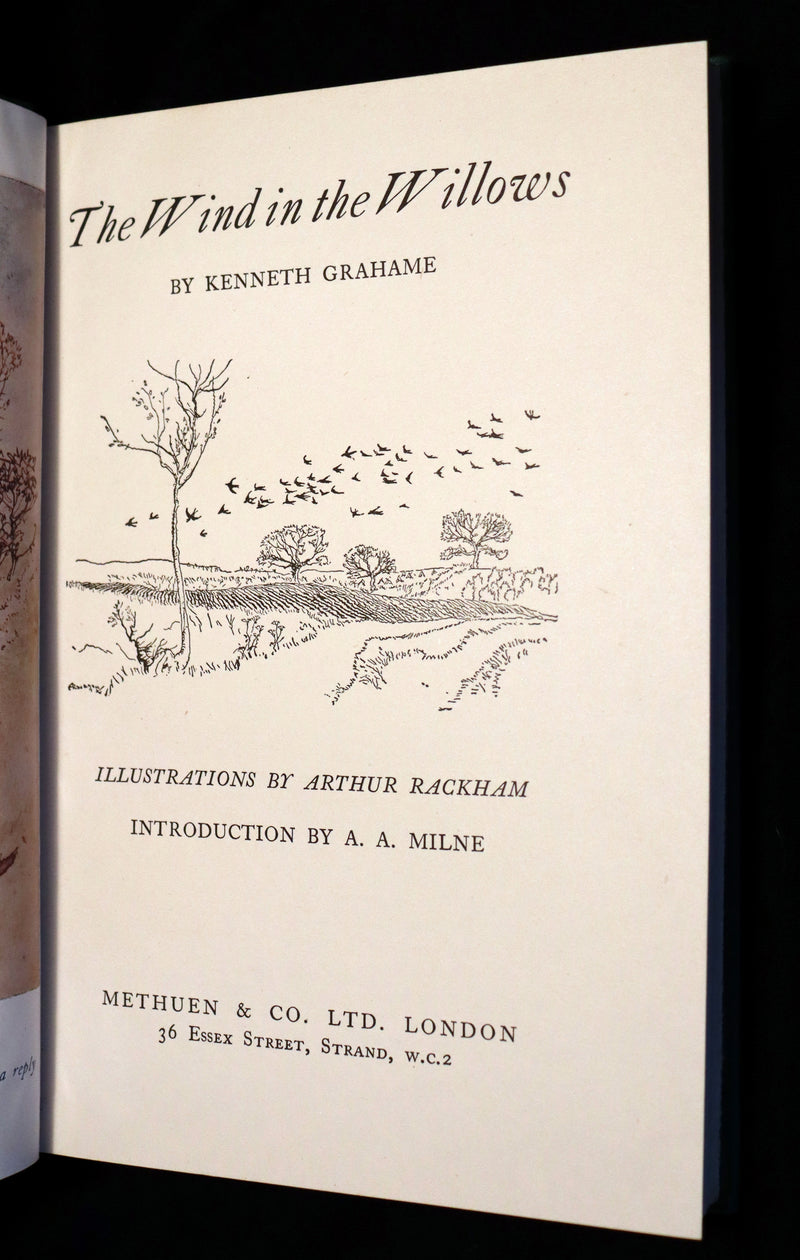 a reply
The Wind in the Willows
BY KENNETH GRAHAME
ILLUSTRATIONS BY ARTHUR RACKHAM
INTRODUCTION BY A. A. MILNE
METHUEN & CO. LTD. LONDON
36 ESSEX STREET, STRAND, W.C.2